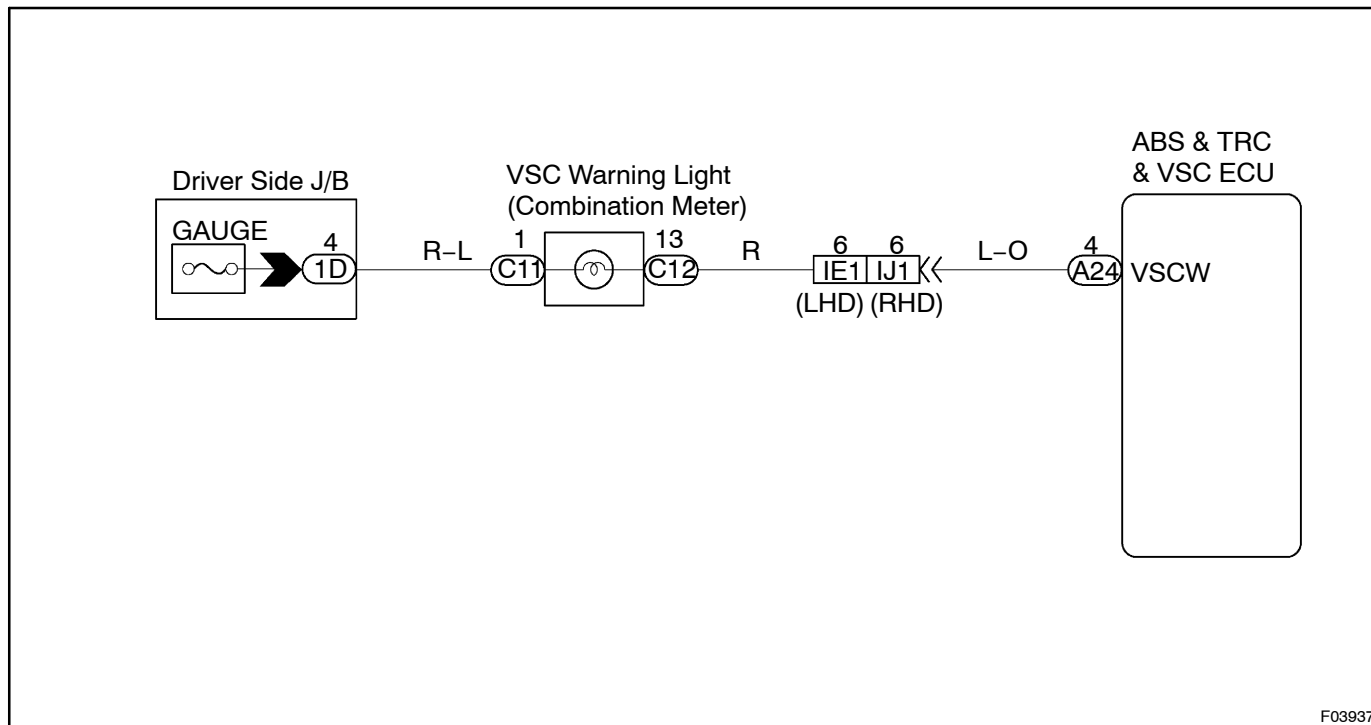 ABS & TRC
& VSC ECU
Driver Side J/B
VSC Warning Light
(Combination Meter)
GAUGE
4
1D
R–L
1
C11
13
C12
R
6 6
IE1 IJ1
(LHD) (RHD)
L–O
4
A24
VSCW
F03937